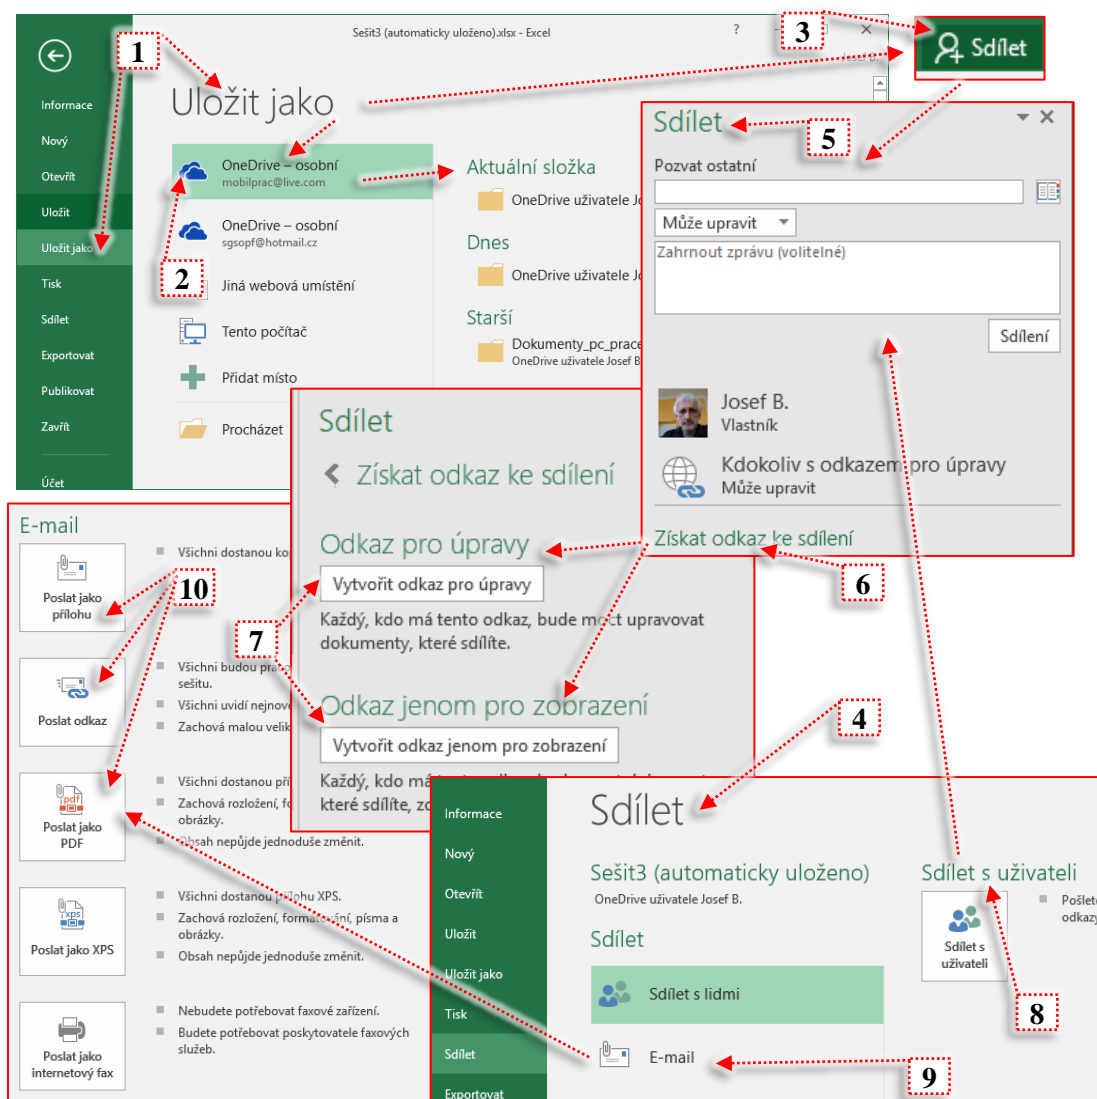 Sešit3 (automaticky uloženo).xlsx - Excel
?
Josef B.
1
3
Sdílet
Informace
Nový
Otevřít
Uložit
Uložit jako
Tisk
Sdílet
Exportovat
Publikovat
Zavřít
Účet
Uložit jako
OneDrive – osobní
mobilprac@live.com
OneDrive – osobní
sgsopf@hotmail.cz
2
Jiná webová umístění
Tento počítač
Přidat místo
Procházet
Aktuální složka
OneDrive uživatele Jo
Dnes
OneDrive uživatele Jo
Starší
Dokumenty_pc_prace
OneDrive uživatele Josef B
Sdílet
5
Pozvat ostatní
Může upravit
Zahrnout zprávu (volitelné)
Sdílení
Josef B.
Vlastník
Kdokoliv s odkazem pro úpravy
Může upravit
Získat odkaz ke sdílení
6
Sdílet
Získat odkaz ke sdílení
Odkaz pro úpravy
Vytvořit odkaz pro úpravy
Každý, kdo má tento odkaz, bude moct upravovat
dokumenty, které sdílíte.
7
Odkaz jenom pro zobrazení
Vytvořit odkaz jenom pro zobrazení
Každý, kdo má
které sdílíte,
4
E-mail
Poslat jako
přílohu
Všichni dostanou
10
Poslat odkaz
Všichni budou
sešitu.
Všichni uvidí
Zachová malou
Poslat jako
PDF
Všichni dostanou
Zachová rozložení,
obrázky.
Obsah nepůjde jednoduše změnit.
Poslat jako XPS
Všichni dostanou přílohu XPS.
Zachová rozložení, formátování, písma a
obrázky.
Obsah nepůjde jednoduše změnit.
Poslat jako
internetový fax
Nebudete potřebovat faxové zařízení.
Budete potřebovat poskytovatele faxových
služeb.
Informace
Nový
Otevřít
Uložit
Uložit jako
Tisk
Sdílet
Exportovat
Sdílet
Sešit3 (automaticky uloženo)
OneDrive uživatele Josef B.
Sdílet
Sdílet s lidmi
E-mail
9
Sdílet s uživateli
Sdílet s
uživateli
8